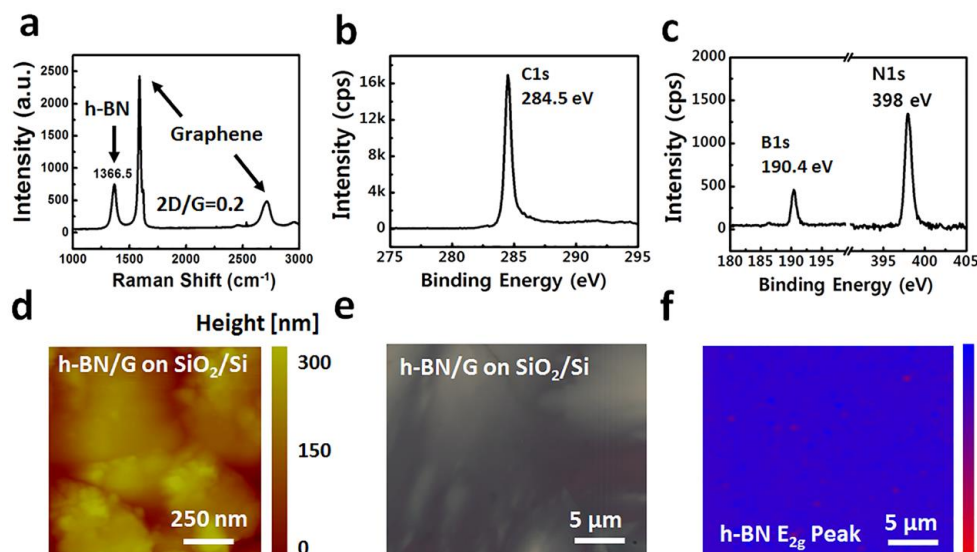 a
Intensity (a.u.)
2500
2000
1500
1000
500
0
h-BN
1366.5
Graphene
2D/G=0.2
1000 1500 2000 2500 3000
Raman Shift (cm⁻¹)
b
Intensity (cps)
16k
12k
8k
4k
0
C1s
284.5 eV
275 280 285 290 295
Binding Energy (eV)
c
Intensity (cps)
2000
1500
1000
500
0
B1s
190.4 eV
N1s
398 eV
180 185 190 195 395 400 405
Binding Energy (eV)
d
Height [nm]
h-BN/G on SiO₂/Si
300
150
0
250 nm
e
h-BN/G on SiO₂/Si
5 µm
f
h-BN E₂g Peak
5 µm